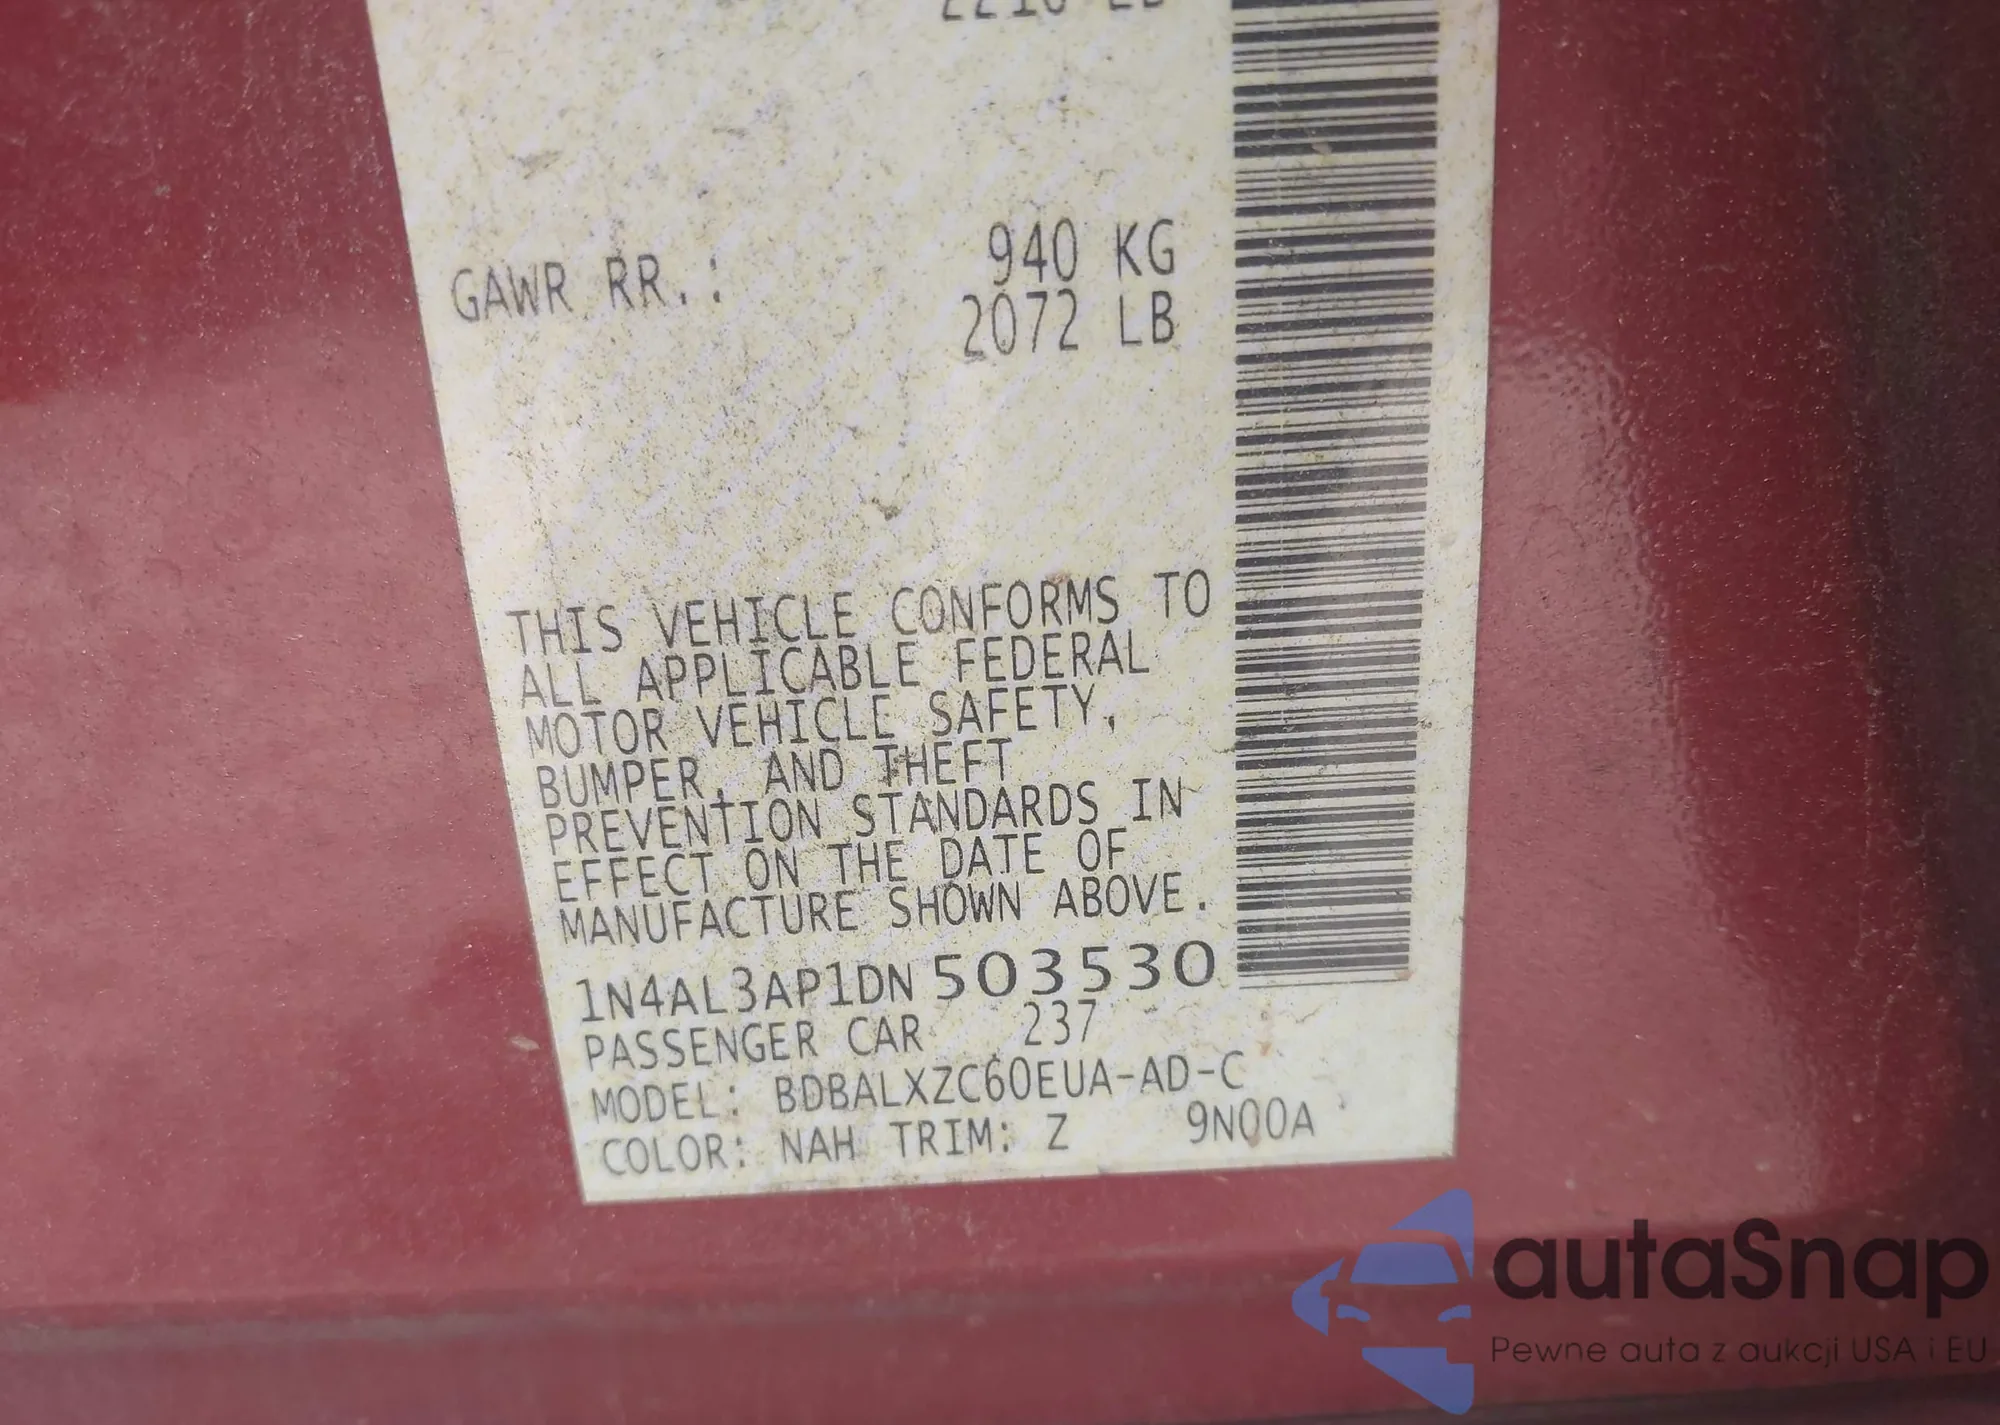 GAWR RR.: 940 KG
2072 LB
THIS VEHICLE CONFORMS TO
ALL APPLICABLE FEDERAL
MOTOR VEHICLE SAFETY,
BUMPER, AND THEFT
PREVENTION STANDARDS IN
EFFECT ON THE DATE OF
MANUFACTURE SHOWN ABOVE.
1N4AL3AP1DN503530
PASSENGER CAR 237
MODEL: BDBALXZC60EUA-AD-C
COLOR: NAH TRIM: Z 9N00A
autaSnap
Pewne auta z aukcji USA i EU